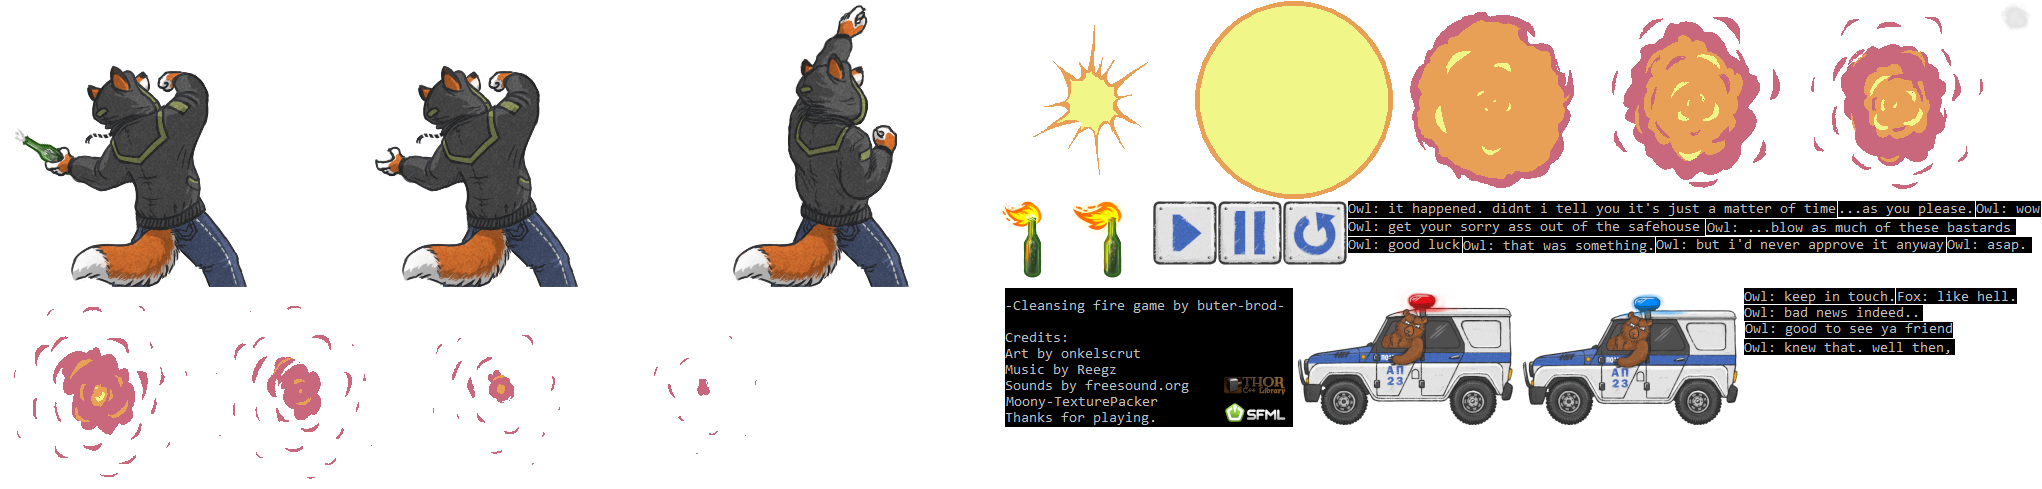 Owl: it happened. didnt i tell you it's just a matter of time
...as you please.
Owl: wow
Owl: get your sorry ass out of the safehouse
Owl: ...blow as much of these bastards
Owl: good luck
Owl: that was something.
Owl: but i'd never approve it anyway
Owl: asap.
-Cleansing fire game by buter-brod-
Credits:
Art by onkelscrut
Music by Reegz
Sounds by freesound.org
Moony-TexturePacker
Thanks for playing.
THOR
C++ Library
SFML
АП
23
АП
23
Owl: keep in touch.
Fox: like hell.
Owl: bad news indeed..
Owl: good to see ya friend
Owl: knew that. well then,